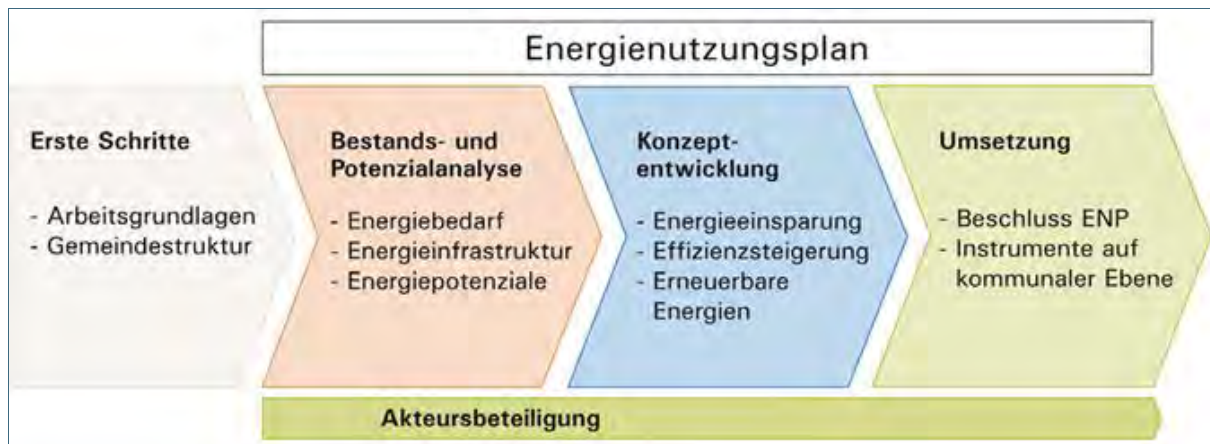 Energienutzungsplan
Erste Schritte
- Arbeitsgrundlagen
- Gemeindestruktur
Bestands- und
Potenzialanalyse
- Energiebedarf
- Energieinfrastruktur
- Energiepotenziale
Konzept-
entwicklung
- Energieeinsparung
- Effizienzsteigerung
- Erneuerbare
Energien
Umsetzung
- Beschluss ENP
- Instrumente auf
kommunaler Ebene
Akteursbeteiligung